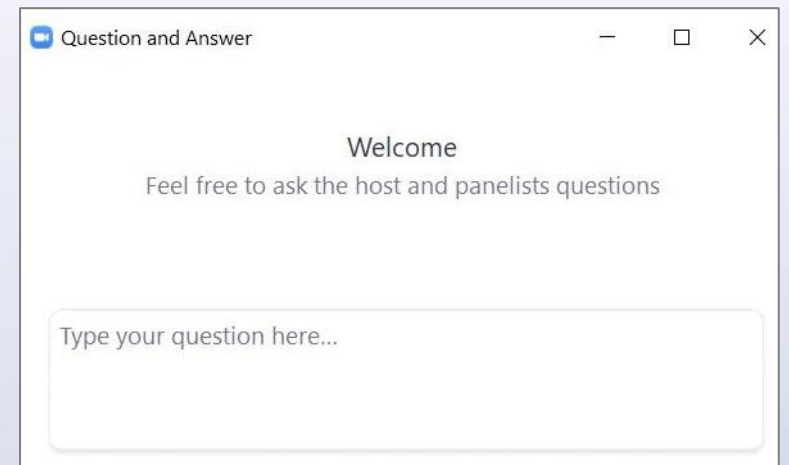 Question and Answer
Welcome
Feel free to ask the host and panelists questions
Type your question here...